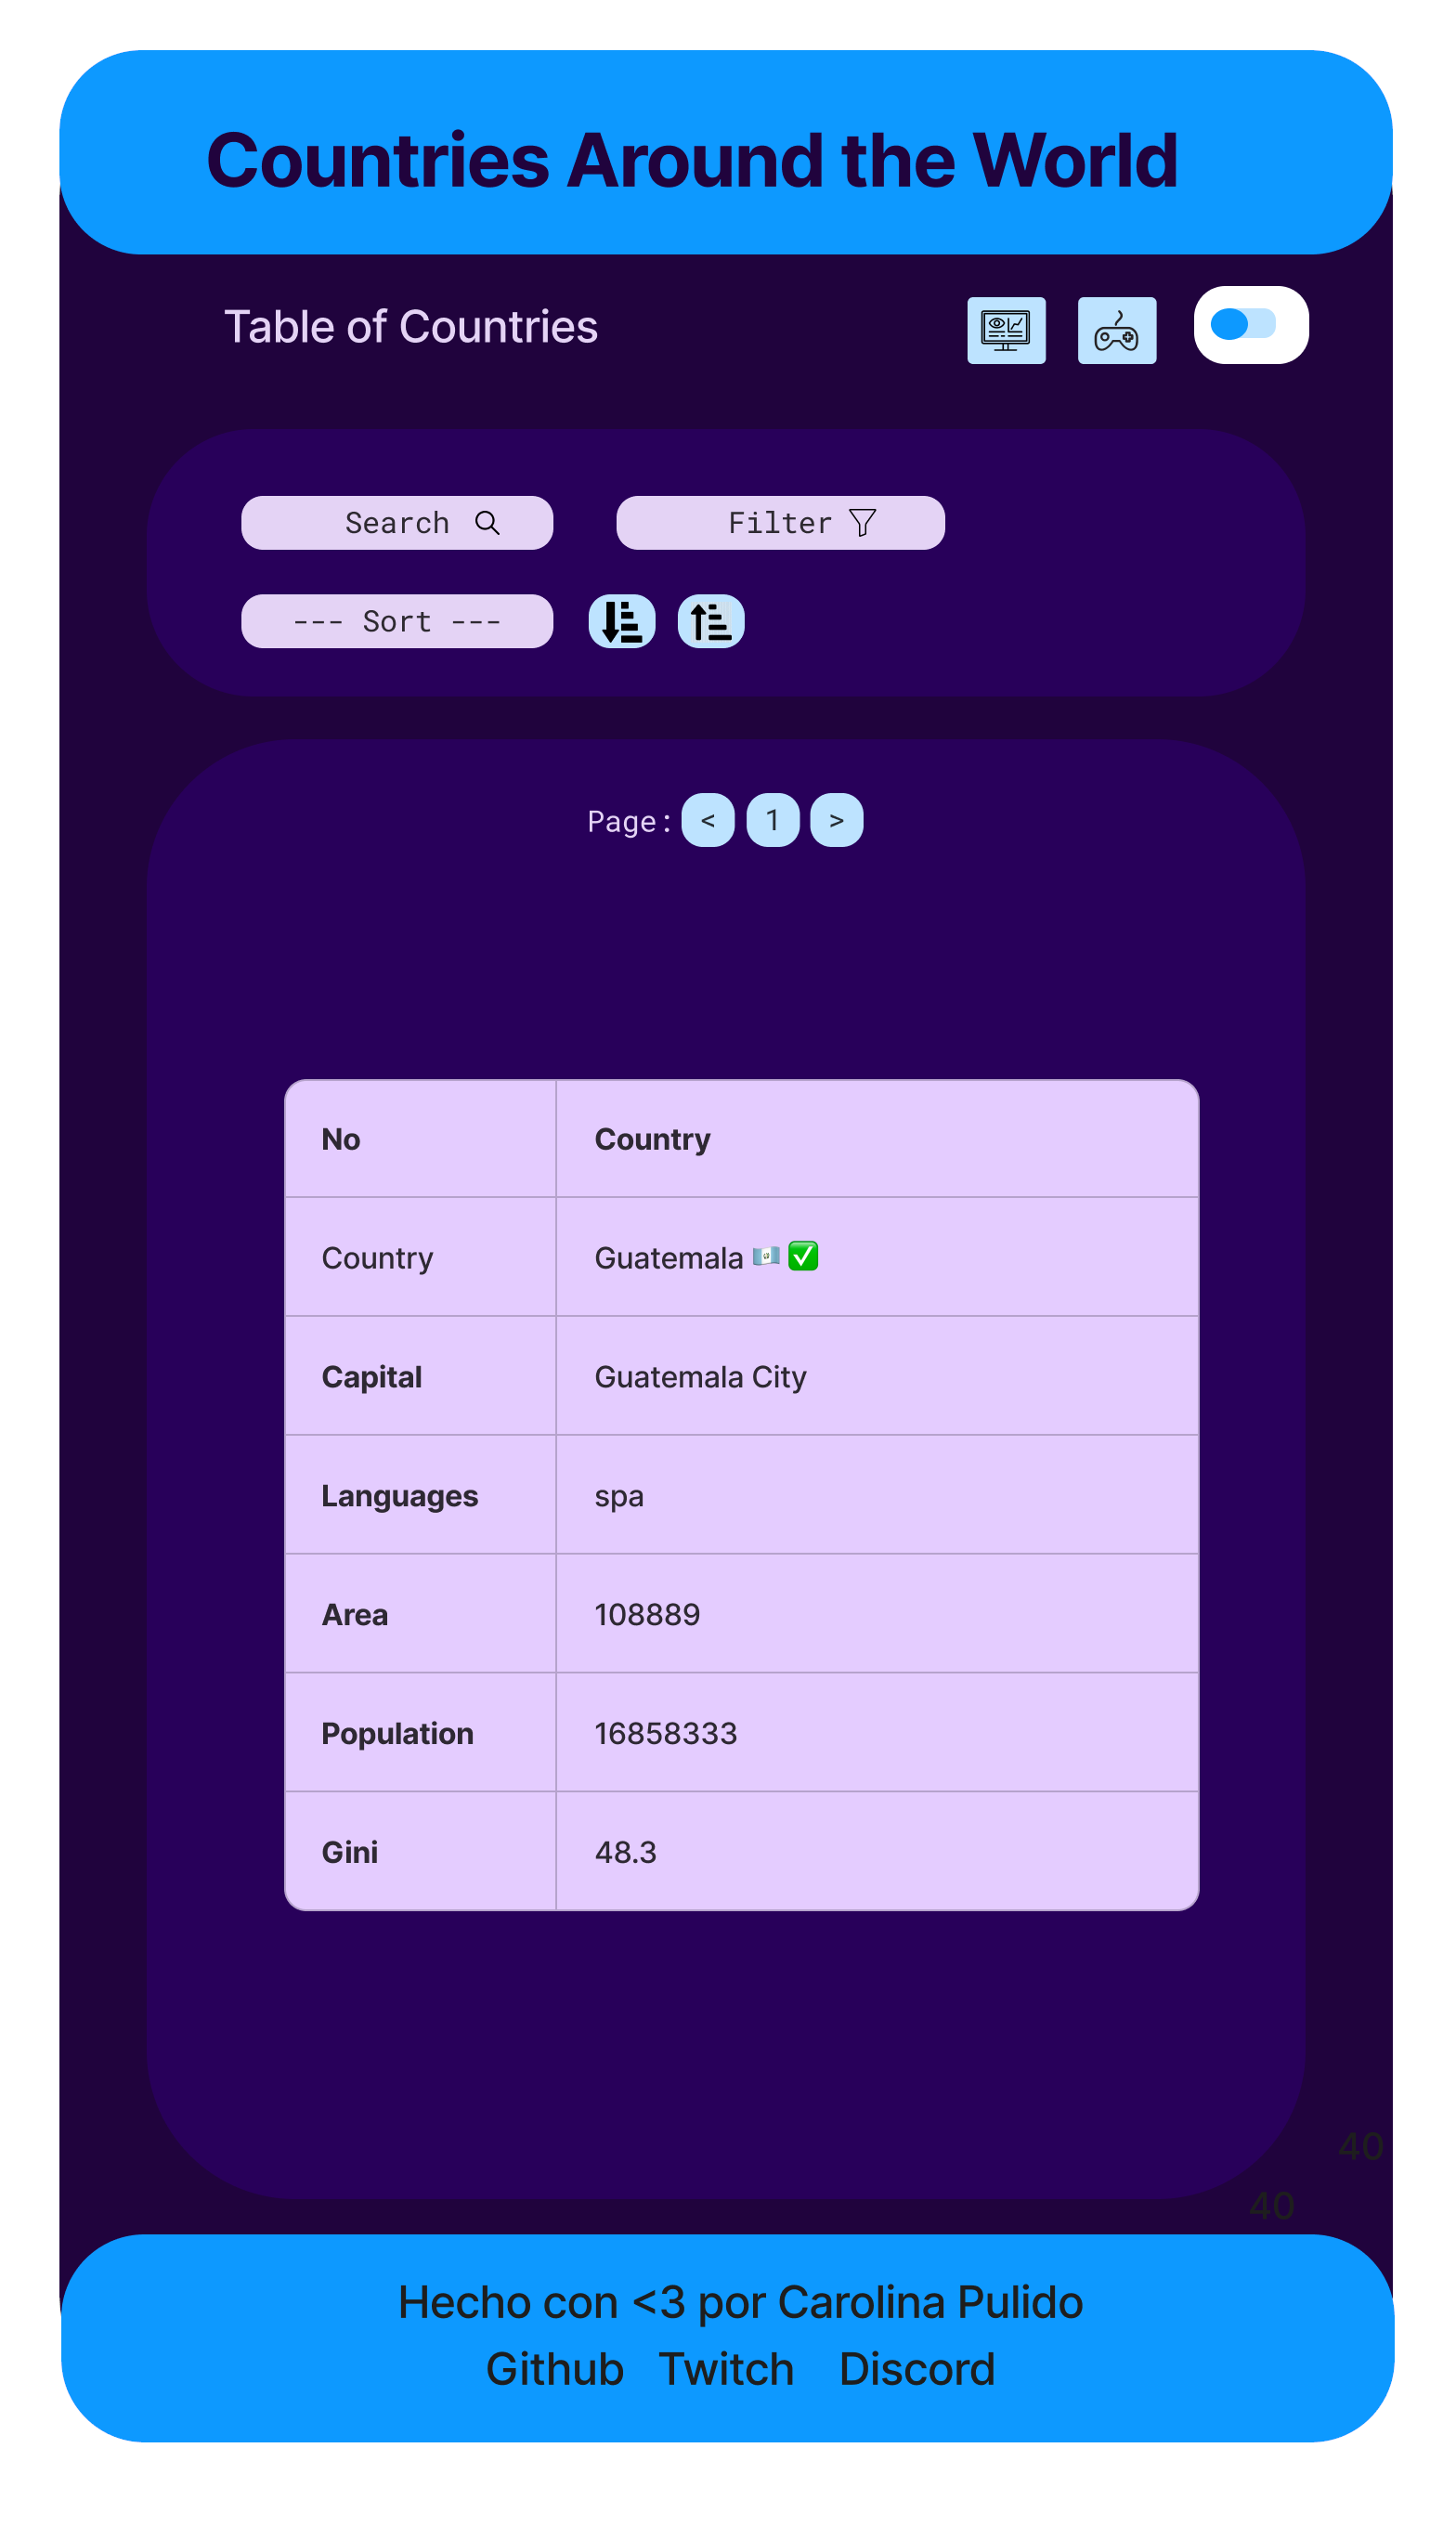 Countries Around the World
Table of Countries
Search
Filter
--- Sort ---
Page: < 1 >
No Country
Country Guatemala 🇬🇹 ✅
Capital Guatemala City
Languages spa
Area 108889
Population 16858333
Gini 48.3
40
40
Hecho con <3 por Carolina Pulido
Github Twitch Discord